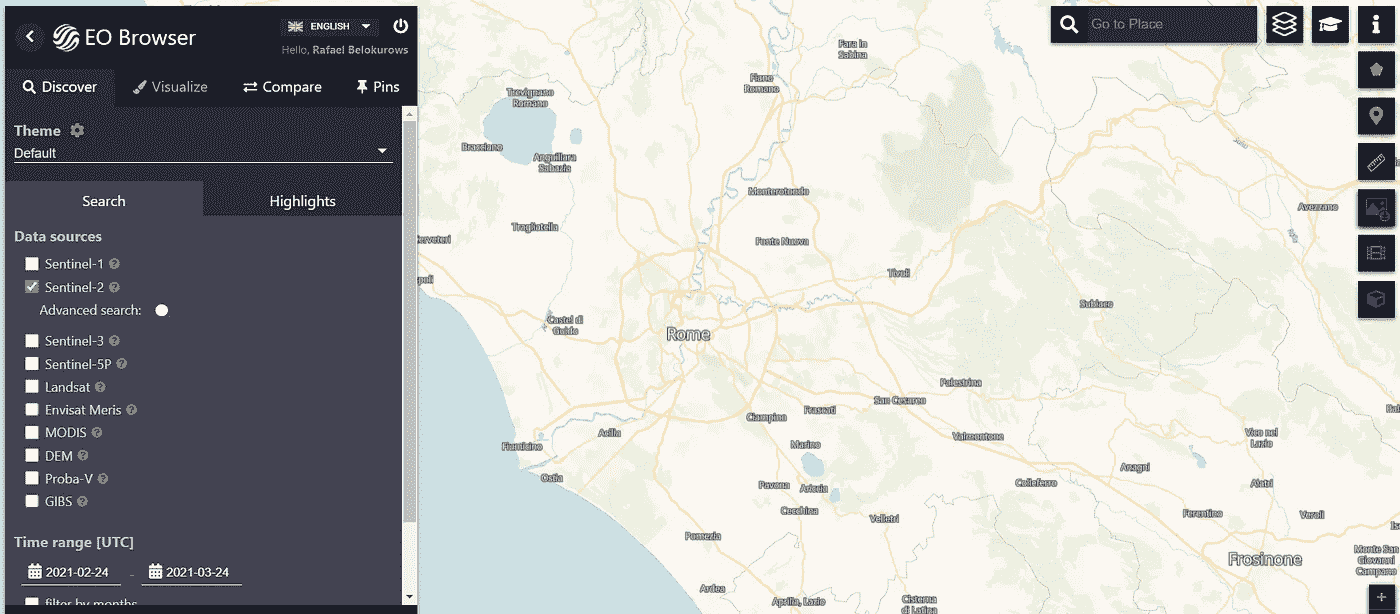 EO Browser
ENGLISH
Hello, Rafael Belokurows
Discover
Visualize
Compare
Pins
Theme
Default
Search
Highlights
Data sources
Sentinel-1
Sentinel-2
Advanced search:
Sentinel-3
Sentinel-5P
Landsat
Envisat Meris
MODIS
DEM
Proba-V
GIBS
Time range [UTC]
2021-02-24 - 2021-03-24
filter by months
Go to Place
Fara in
Sabina
Fiano
Romano
Trevignano
Romano
Bracciano
Anguillara
Sabazia
Monterotondo
Avezzano
Tragliatella
Cerveteri
Fonte Nuova
Tivoli
Subiaco
Castel di
Guido
Rome
Palestrina
San Cesareo
Ciampino
Frascati
Fiumicino
Acilia
Marino
Valmontone
Vico nel
Lazio
Anagni
Ostia
Pavona
Ariccia
Colleferro
Alatri
Cecchina
Velletri
Ferentino
Veroli
Pomezia
Frosinone
Monte San
Giovanni
Campano
Ardea
Aprilia, Lazio
Cisterna
di Latina